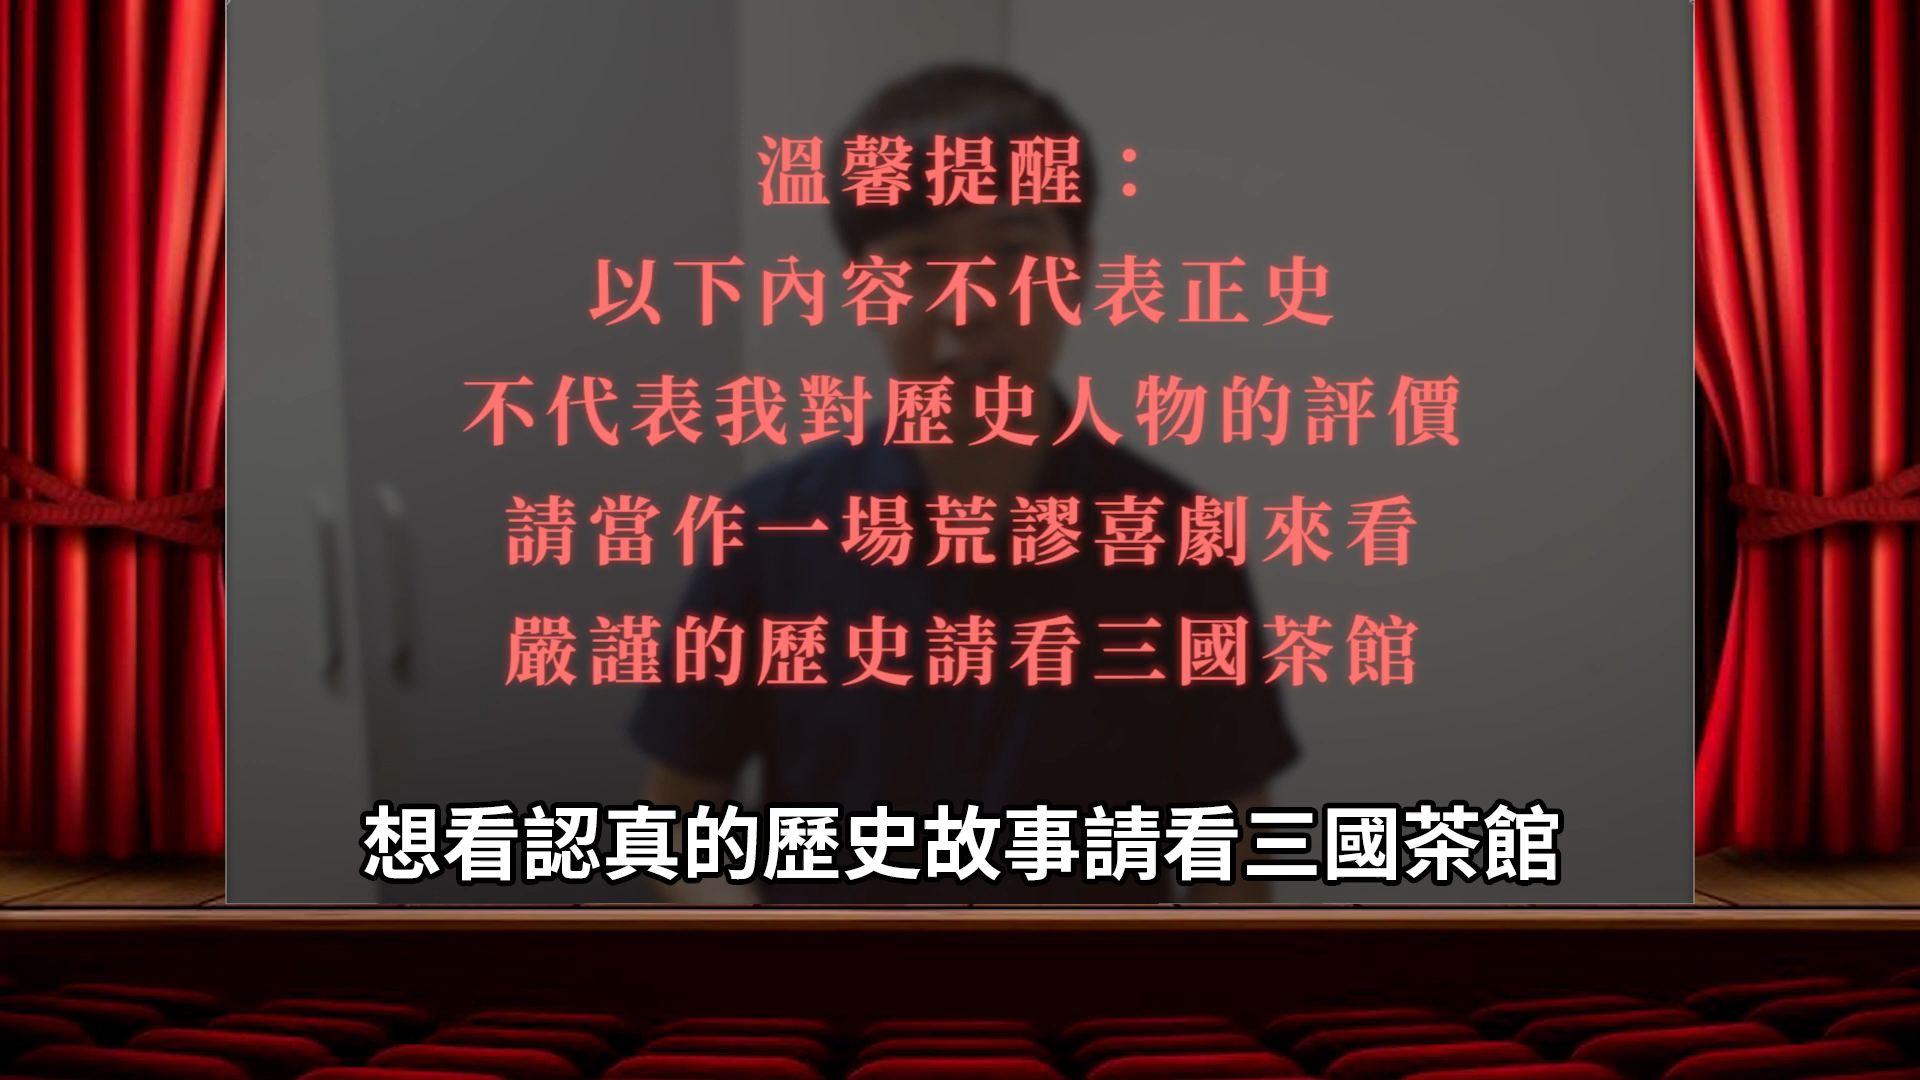 溫馨提醒：
以下內容不代表正史
不代表我對歷史人物的評價
請當作一場荒謬喜劇來看
嚴謹的歷史請看三國茶館
想看認真的歷史故事請看三國茶館